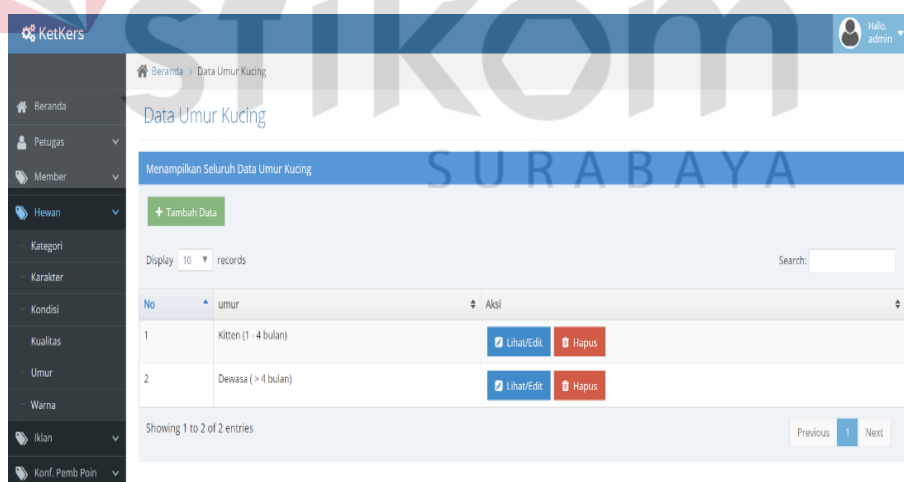 KetKers
Hallo,
admin
stikom
SURABAYA
Beranda > Data Umur Kucing
Data Umur Kucing
Beranda
Petugas
Member
Hewan
Kategori
Karakter
Kondisi
Kualitas
Umur
Warna
Iklan
Konf. Pemb Poin
Menampilkan Seluruh Data Umur Kucing
+ Tambah Data
Display 10 records
Search:
No umur Aksi
1 Kitten (1 - 4 bulan) Lihat/Edit Hapus
2 Dewasa ( > 4 bulan) Lihat/Edit Hapus
Showing 1 to 2 of 2 entries
Previous 1 Next